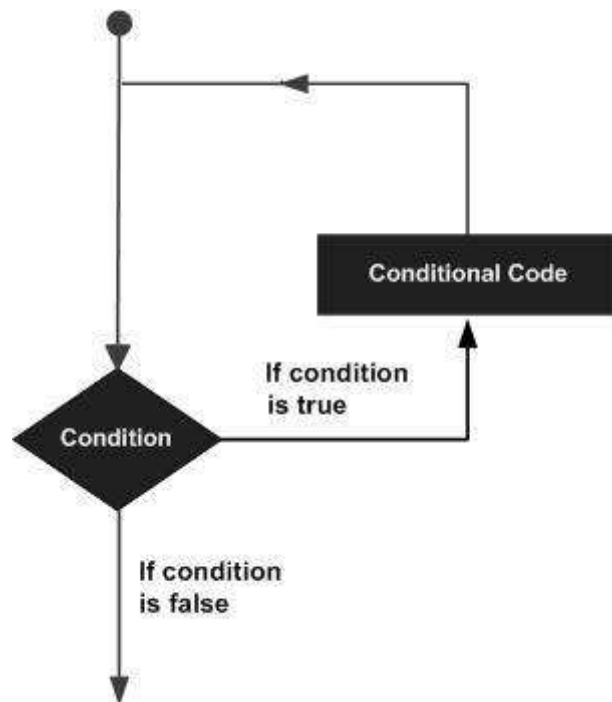 Conditional Code
If condition
is true
Condition
If condition
is false